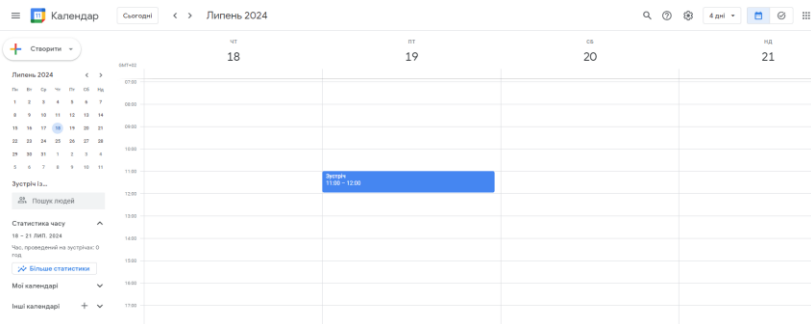 Календар
Сьогодні
Липень 2024
4 дні
Створити
ЧТ
18
ПТ
19
СБ
20
НД
21
Липень 2024
Пн Вт Ср Чт Пт Сб Нд
1 2 3 4 5 6 7
8 9 10 11 12 13 14
15 16 17 18 19 20 21
22 23 24 25 26 27 28
29 30 31 1 2 3 4
5 6 7 8 9 10 11
07:00
08:00
09:00
10:00
11:00
12:00
13:00
14:00
15:00
16:00
17:00
Зустріч
11:00 – 12:00
Зустріч із…
Пошук людей
Статистика часу
18 – 21 ЛИП. 2024
Час, проведений на зустрічах: 0
год.
Більше статистики
Мої календарі
Інші календарі